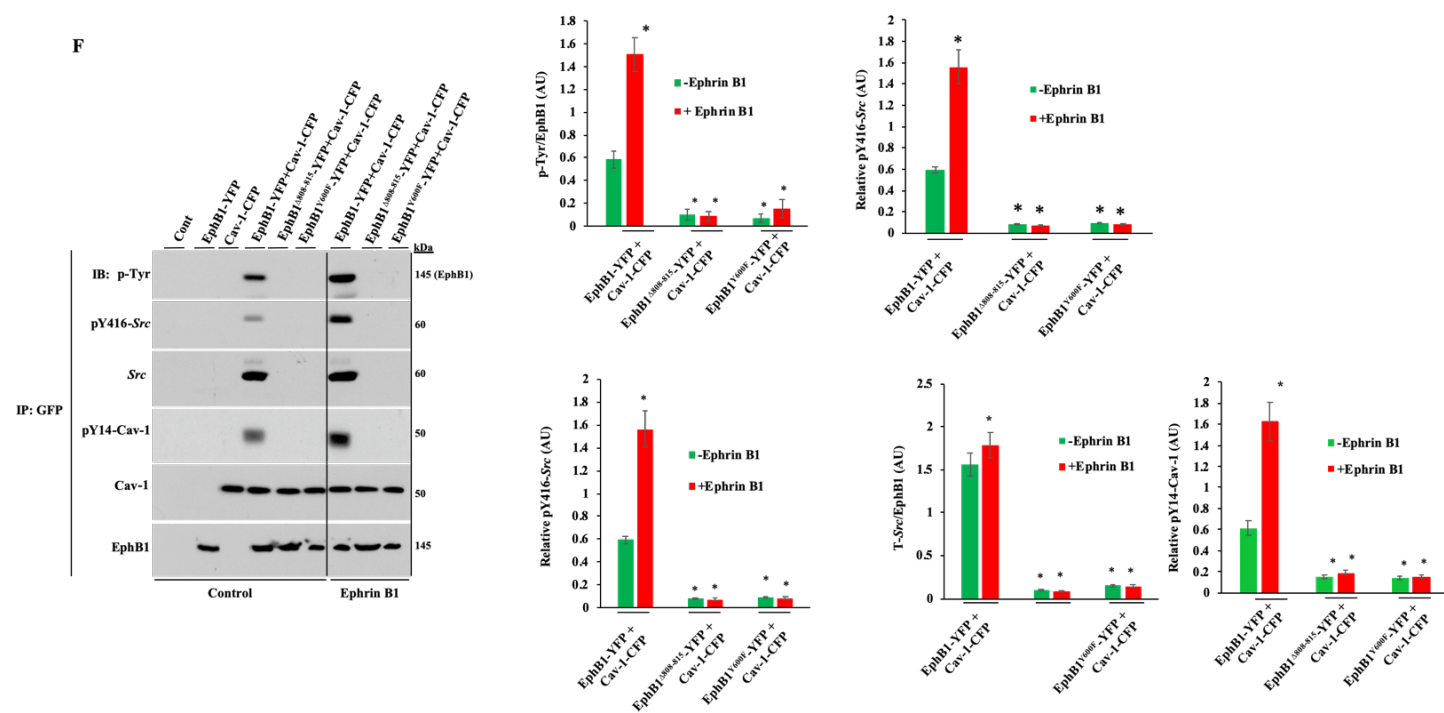 F
Cont
EphB1-YFP
Cav-1-CFP
EphB1-YFP+Cav-1-CFP
EphB1Δ808-815-YFP+Cav-1-CFP
EphB1Y600F-YFP+Cav-1-CFP
EphB1-YFP+Cav-1-CFP
EphB1Δ808-815-YFP+Cav-1-CFP
EphB1Y600F-YFP+Cav-1-CFP
kDa
IB: p-Tyr
145 (EphB1)
pY416-Src
60
Src
60
IP: GFP
pY14-Cav-1
50
Cav-1
50
EphB1
145
Control
Ephrin B1
p-Tyr/EphB1 (AU)
1.8
1.6
1.4
1.2
1
0.8
0.6
0.4
0.2
0
*
* *
* *
-Ephrin B1
+ Ephrin B1
EphB1-YFP +
Cav-1-CFP
EphB1Δ808-815-YFP +
Cav-1-CFP
EphB1Y600F-YFP +
Cav-1-CFP
Relative pY416-Src (AU)
2
1.8
1.6
1.4
1.2
1
0.8
0.6
0.4
0.2
0
*
* *
* *
-Ephrin B1
+Ephrin B1
EphB1-YFP +
Cav-1-CFP
EphB1Δ808-815-YFP +
Cav-1-CFP
EphB1Y600F-YFP +
Cav-1-CFP
Relative pY416-Src (AU)
2
1.8
1.6
1.4
1.2
1
0.8
0.6
0.4
0.2
0
*
* *
* *
-Ephrin B1
+Ephrin B1
EphB1-YFP +
Cav-1-CFP
EphB1Δ808-815-YFP +
Cav-1-CFP
EphB1Y600F-YFP +
Cav-1-CFP
T-Src/EphB1 (AU)
2.5
2
1.5
1
0.5
0
*
* *
* *
-Ephrin B1
+Ephrin B1
EphB1-YFP +
Cav-1-CFP
EphB1Y600F-YFP +
Cav-1-CFP
Relative pY14-Cav-1 (AU)
2
1.8
1.6
1.4
1.2
1
0.8
0.6
0.4
0.2
0
*
* *
* *
-Ephrin B1
+Ephrin B1
EphB1-YFP +
Cav-1-CFP
EphB1Δ808-815-YFP +
Cav-1-CFP
EphB1Y600F-YFP +
Cav-1-CFP